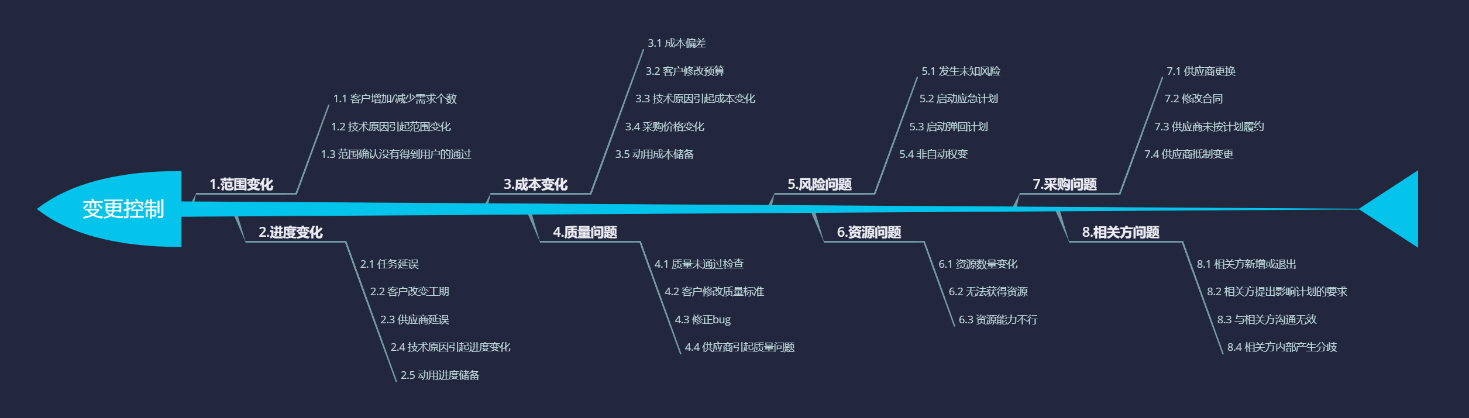 变更控制
1.范围变化
1.1 客户增加/减少需求个数
1.2 技术原因引起范围变化
1.3 范围确认没有得到用户的通过
2.进度变化
2.1 任务延误
2.2 客户改变工期
2.3 供应商延误
2.4 技术原因引起进度变化
2.5 动用进度储备
3.成本变化
3.1 成本偏差
3.2 客户修改预算
3.3 技术原因引起成本变化
3.4 采购价格变化
3.5 动用成本储备
4.质量问题
4.1 质量未通过检查
4.2 客户修改质量标准
4.3 修正bug
4.4 供应商引起质量问题
5.风险问题
5.1 发生未知风险
5.2 启动应急计划
5.3 启动弹回计划
5.4 非自动权变
6.资源问题
6.1 资源数量变化
6.2 无法获得资源
6.3 资源能力不行
7.采购问题
7.1 供应商更换
7.2 修改合同
7.3 供应商未按计划履约
7.4 供应商抵制变更
8.相关方问题
8.1 相关方新增或退出
8.2 相关方提出影响计划的要求
8.3 与相关方沟通无效
8.4 相关方内部产生分歧